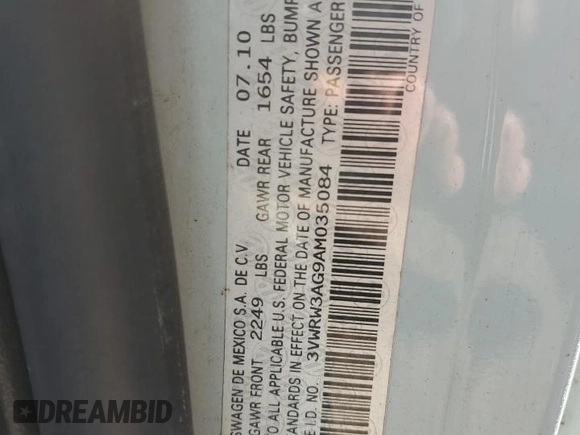 SWAGEN DE MEXICO S.A. DE C.V. DATE 07.10
GAWR FRONT 2249 LBS GAWR REAR 1654 LBS
TO ALL APPLICABLE U.S. FEDERAL MOTOR VEHICLE SAFETY, BUMP
ANDARDS IN EFFECT ON THE DATE OF MANUFACTURE SHOWN A
E I.D. NO. 3VWRW3AG9AM035084 TYPE: PASSENGER
COUNTRY OF
DREAMBID